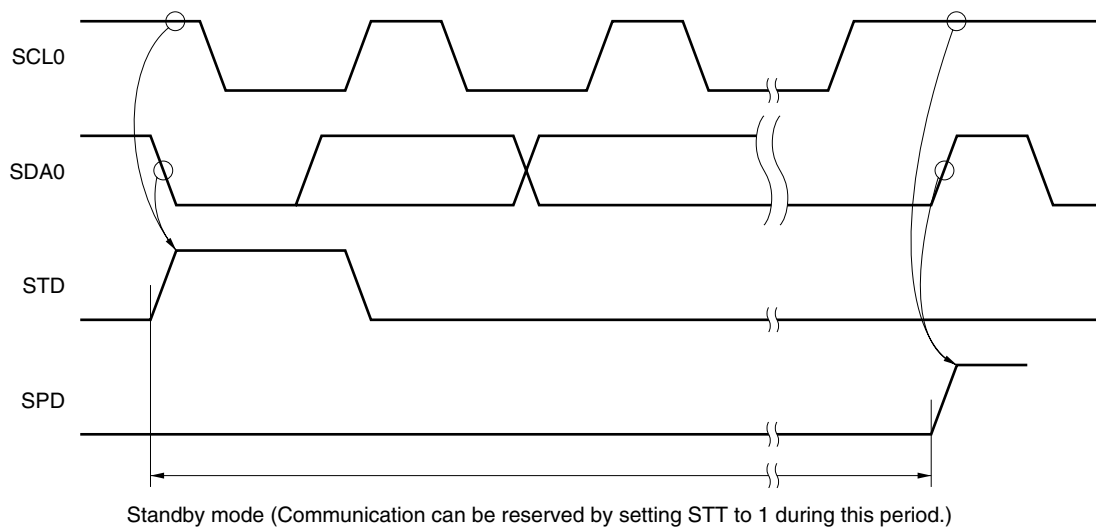 SCL0
SDA0
STD
SPD
Standby mode (Communication can be reserved by setting STT to 1 during this period.)